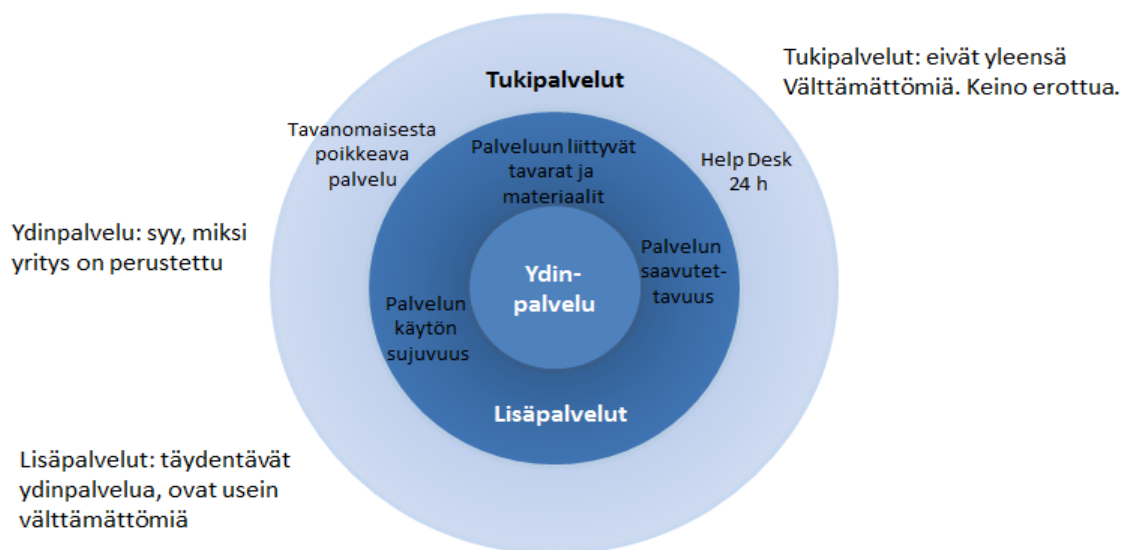 Tukipalvelut: eivät yleensä
Välttämättömiä. Keino erottua.
Tukipalvelut
Tavanomaisesta
poikkeava
palvelu
Palveluun liittyvät
tavarat ja
materiaalit
Help Desk
24 h
Ydinpalvelu: syy, miksi
yritys on perustettu
Ydin-
palvelu
Palvelun
saavutet-
tavuus
Palvelun
käytön
sujuvuus
Lisäpalvelut
Lisäpalvelut: täydentävät
ydinpalvelua, ovat usein
välttämättömiä